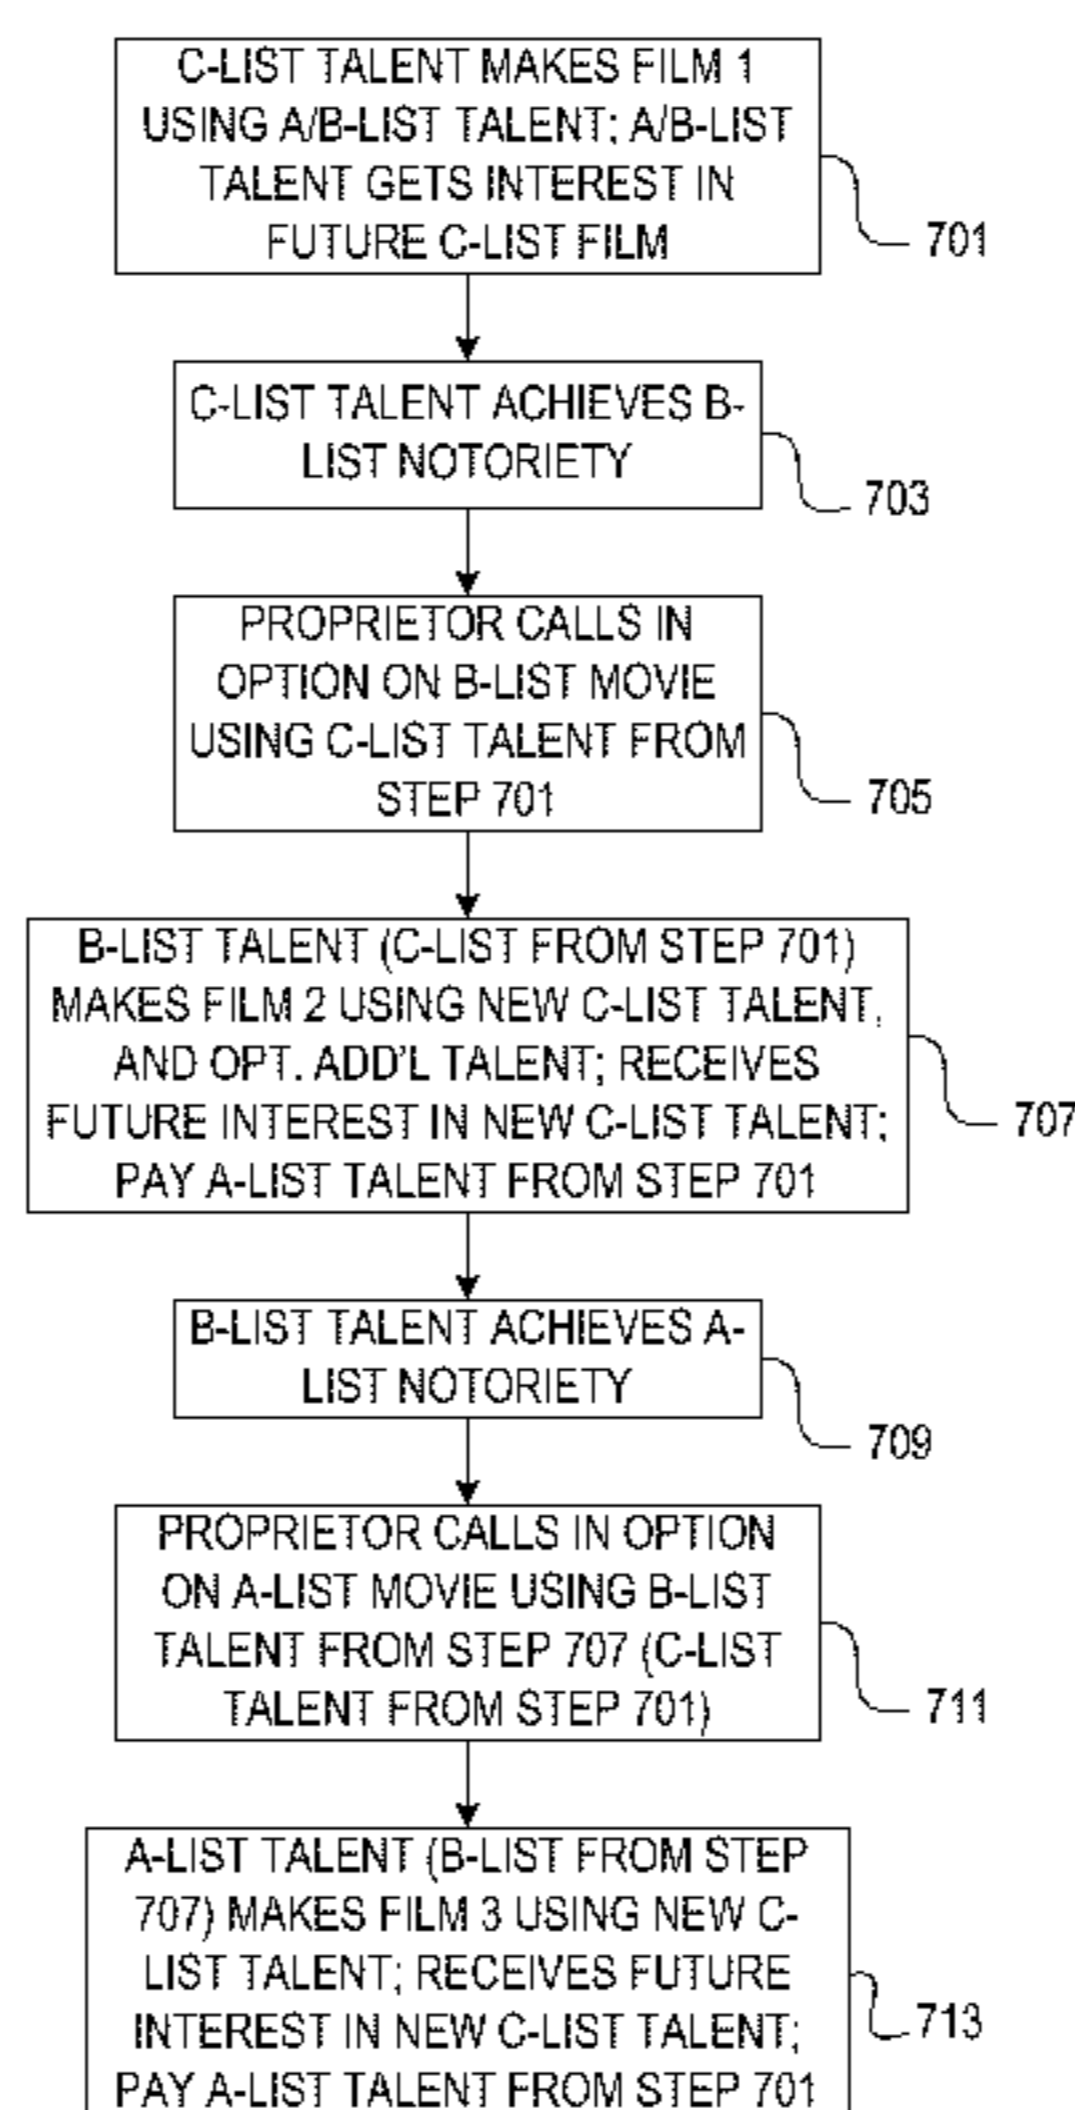 C-LIST TALENT MAKES FILM 1
USING A/B-LIST TALENT; A/B-LIST
TALENT GETS INTEREST IN
FUTURE C-LIST FILM
701
C-LIST TALENT ACHIEVES B-
LIST NOTORIETY
703
PROPRIETOR CALLS IN
OPTION ON B-LIST MOVIE
USING C-LIST TALENT FROM
STEP 701
705
B-LIST TALENT (C-LIST FROM STEP 701)
MAKES FILM 2 USING NEW C-LIST TALENT,
AND OPT. ADD'L TALENT; RECEIVES
FUTURE INTEREST IN NEW C-LIST TALENT;
PAY A-LIST TALENT FROM STEP 701
707
B-LIST TALENT ACHIEVES A-
LIST NOTORIETY
709
PROPRIETOR CALLS IN OPTION
ON A-LIST MOVIE USING B-LIST
TALENT FROM STEP 707 (C-LIST
TALENT FROM STEP 701)
711
A-LIST TALENT (B-LIST FROM STEP
707) MAKES FILM 3 USING NEW C-
LIST TALENT; RECEIVES FUTURE
INTEREST IN NEW C-LIST TALENT;
PAY A-LIST TALENT FROM STEP 701
713